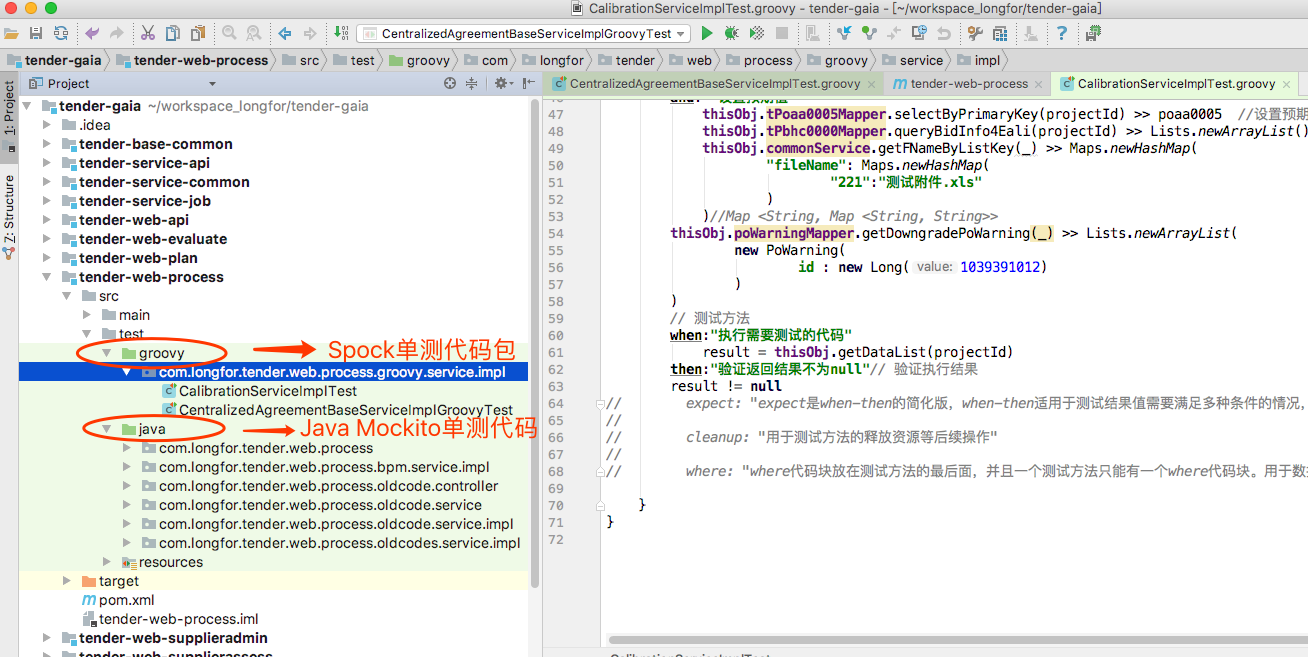 CalibrationServiceImplTest.groovy - tender-gaia - [~/workspace_longfor/tender-gaia]
CentralizedAgreementBaseServiceImplGroovyTest
tender-gaia tender-web-process src test groovy com longfor tender web process groovy service impl
Project
CentralizedAgreementBaseServiceImplTest.groovy
tender-web-process
CalibrationServiceImplTest.groovy
1: Project
7: Structure
tender-gaia ~/workspace_longfor/tender-gaia
.idea
tender-base-common
tender-service-api
tender-service-common
tender-service-job
tender-web-api
tender-web-evaluate
tender-web-plan
tender-web-process
src
main
test
groovy
Spock单测代码包
com.longfor.tender.web.process.groovy.service.impl
CalibrationServiceImplTest
CentralizedAgreementBaseServiceImplGroovyTest
java
Java Mockito单测代码
com.longfor.tender.web.process
com.longfor.tender.web.process.bpm.service.impl
com.longfor.tender.web.process.oldcode.controller
com.longfor.tender.web.process.oldcode.service
com.longfor.tender.web.process.oldcode.service.impl
com.longfor.tender.web.process.oldcodes.service.impl
resources
target
pom.xml
tender-web-process.iml
tender-web-supplieradmin
tender-web-supplierassess
47 thisObj.tPoaa0005Mapper.selectByPrimaryKey(projectId) >> poaa0005 //设置预期
48 thisObj.tPbhc0000Mapper.queryBidInfo4Eali(projectId) >> Lists.newArrayList()
49 thisObj.commonService.getFNameByListKey(_) >> Maps.newHashMap(
50 "fileName": Maps.newHashMap(
51 "221":"测试附件.xls"
52 )
53 )//Map <String, Map <String, String>>
54 thisObj.poWarningMapper.getDowngradePoWarning(_) >> Lists.newArrayList(
55 new PoWarning(
56 id : new Long( value: 1039391012)
57 )
58 )
59 // 测试方法
60 when:"执行需要测试的代码"
61 result = thisObj.getDataList(projectId)
62 then:"验证返回结果不为null"// 验证执行结果
63 result != null
64 // expect: "expect是when-then的简化版，when-then适用于测试结果值需要满足多种条件的情况，
65 //
66 // cleanup: "用于测试方法的释放资源等后续操作"
67 //
68 // where: "where代码块放在测试方法的最后面，并且一个测试方法只能有一个where代码块。用于数
69
70 }
71 }
72